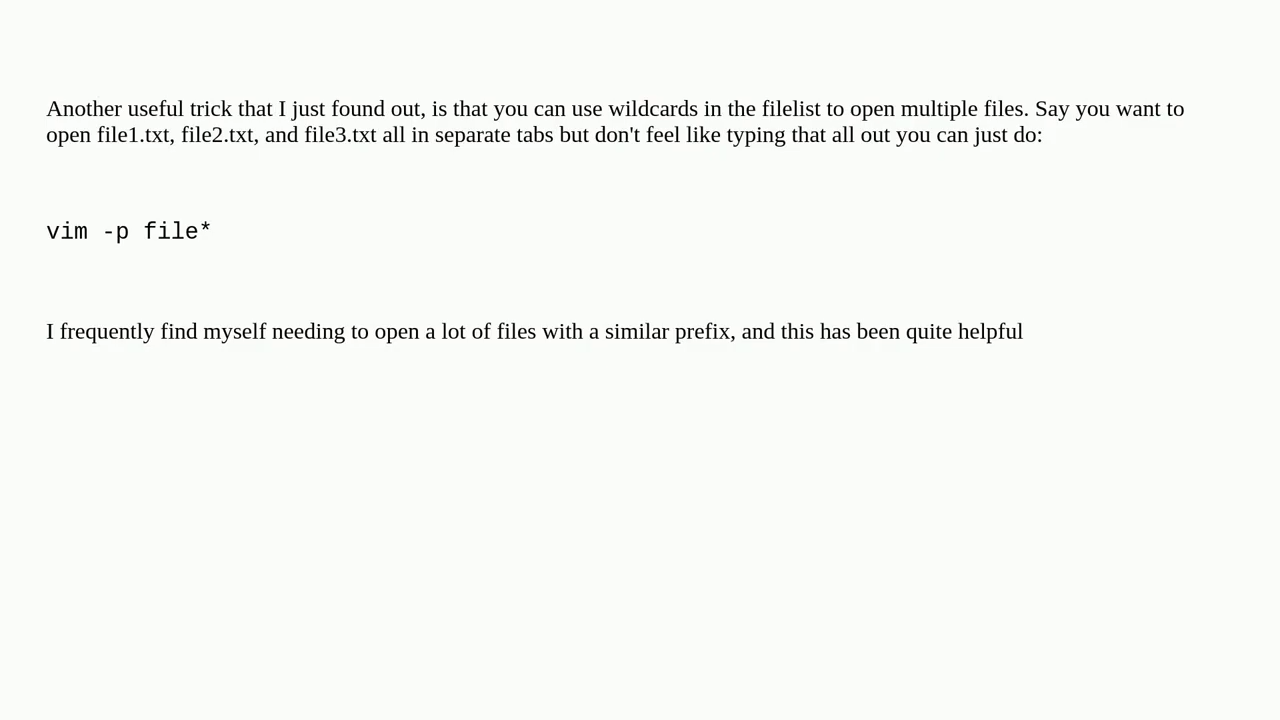 Another useful trick that I just found out, is that you can use wildcards in the filelist to open multiple files. Say you want to
open file1.txt, file2.txt, and file3.txt all in separate tabs but don't feel like typing that all out you can just do:
vim -p file*
I frequently find myself needing to open a lot of files with a similar prefix, and this has been quite helpful